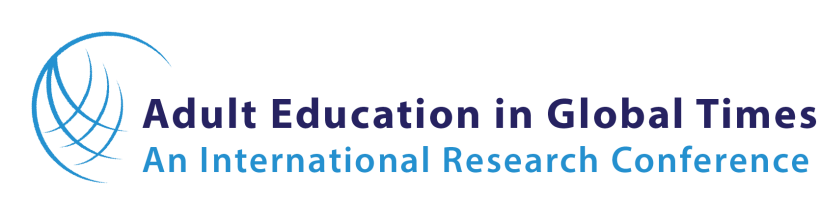 Adult Education in Global Times
An International Research Conference